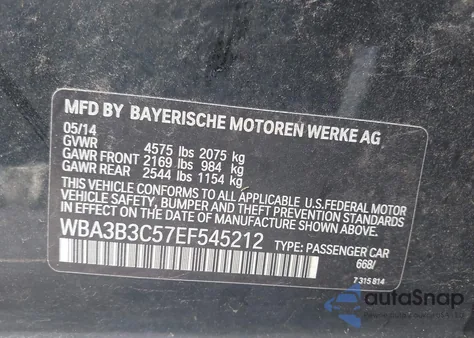 MFD BY BAYERISCHE MOTOREN WERKE AG
05/14
GVWR 4575 lbs 2075 kg
GAWR FRONT 2169 lbs 984 kg
GAWR REAR 2544 lbs 1154 kg
THIS VEHICLE CONFORMS TO ALL APPLICABLE U.S.FEDERAL MOTOR
VEHICLE SAFETY, BUMPER AND THEFT PREVENTION STANDARDS
IN EFFECT ON THE DATE OF MANUFACTURE SHOWN ABOVE.
WBA3B3C57EF545212 TYPE: PASSENGER CAR
668/
7 315 814
autoSnap